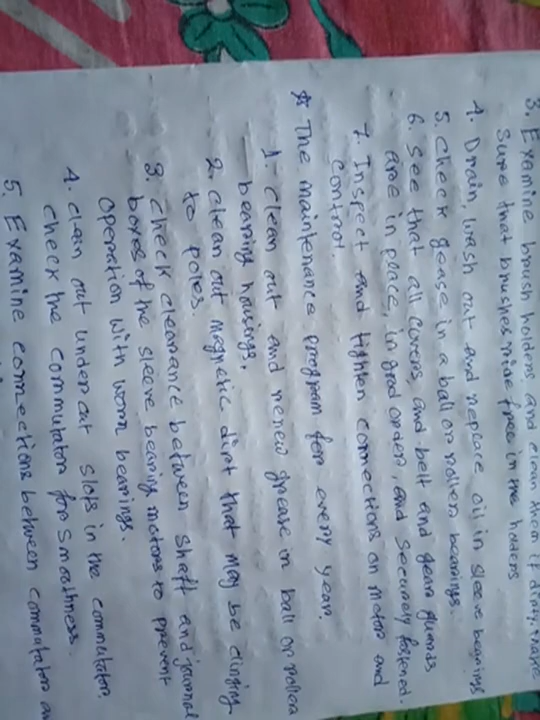 3. Examine brush holders, and clean them if dirty, make
sure that brushes ride free in the holders
4. Drain, wash out and replace oil in sleeve bearings
5. Check grease in a ball or roller bearings.
6. See that all covers, and belt and gear guards
are in place, in good order, and securely fastened.
7. Inspect and tighten connections on motor and
control.
* The maintenance program for every year.
1. Clean out and renew grease in ball or roller
bearing housings.
2. Clean out magnetic dirt that may be clinging
to poles.
3. Check clearance between shaft and journal
boxes of the sleeve bearing motors to prevent
operation with worn bearings.
4. Clean out undercut slots in the commutator.
Check the commutator for smoothness.
5. Examine connections between commutator